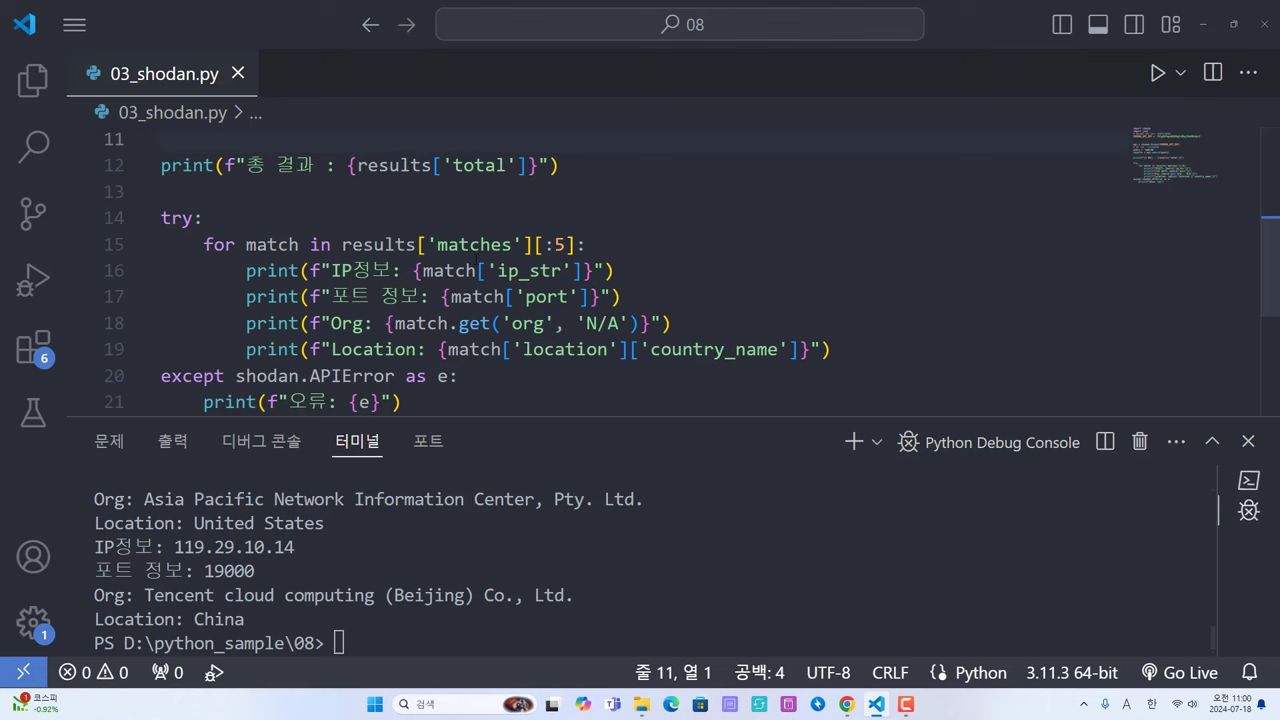 08
03_shodan.py
03_shodan.py > ...
11
12 print(f"총 결과 : {results['total']}")
13
14 try:
15 for match in results['matches'][:5]:
16 print(f"IP정보: {match['ip_str']}")
17 print(f"포트 정보: {match['port']}")
18 print(f"Org: {match.get('org', 'N/A')}")
19 print(f"Location: {match['location']['country_name']}")
20 except shodan.APIError as e:
21 print(f"오류: {e}")
6
문제 출력 디버그 콘솔 터미널 포트 Python Debug Console
Org: Asia Pacific Network Information Center, Pty. Ltd.
Location: United States
IP정보: 119.29.10.14
포트 정보: 19000
Org: Tencent cloud computing (Beijing) Co., Ltd.
Location: China
1
PS D:\python_sample\08>
0 0 0 줄 11, 열 1 공백: 4 UTF-8 CRLF Python 3.11.3 64-bit Go Live
1 코스피
-0.92%
검색
A 한
오전 11:00
2024-07-18